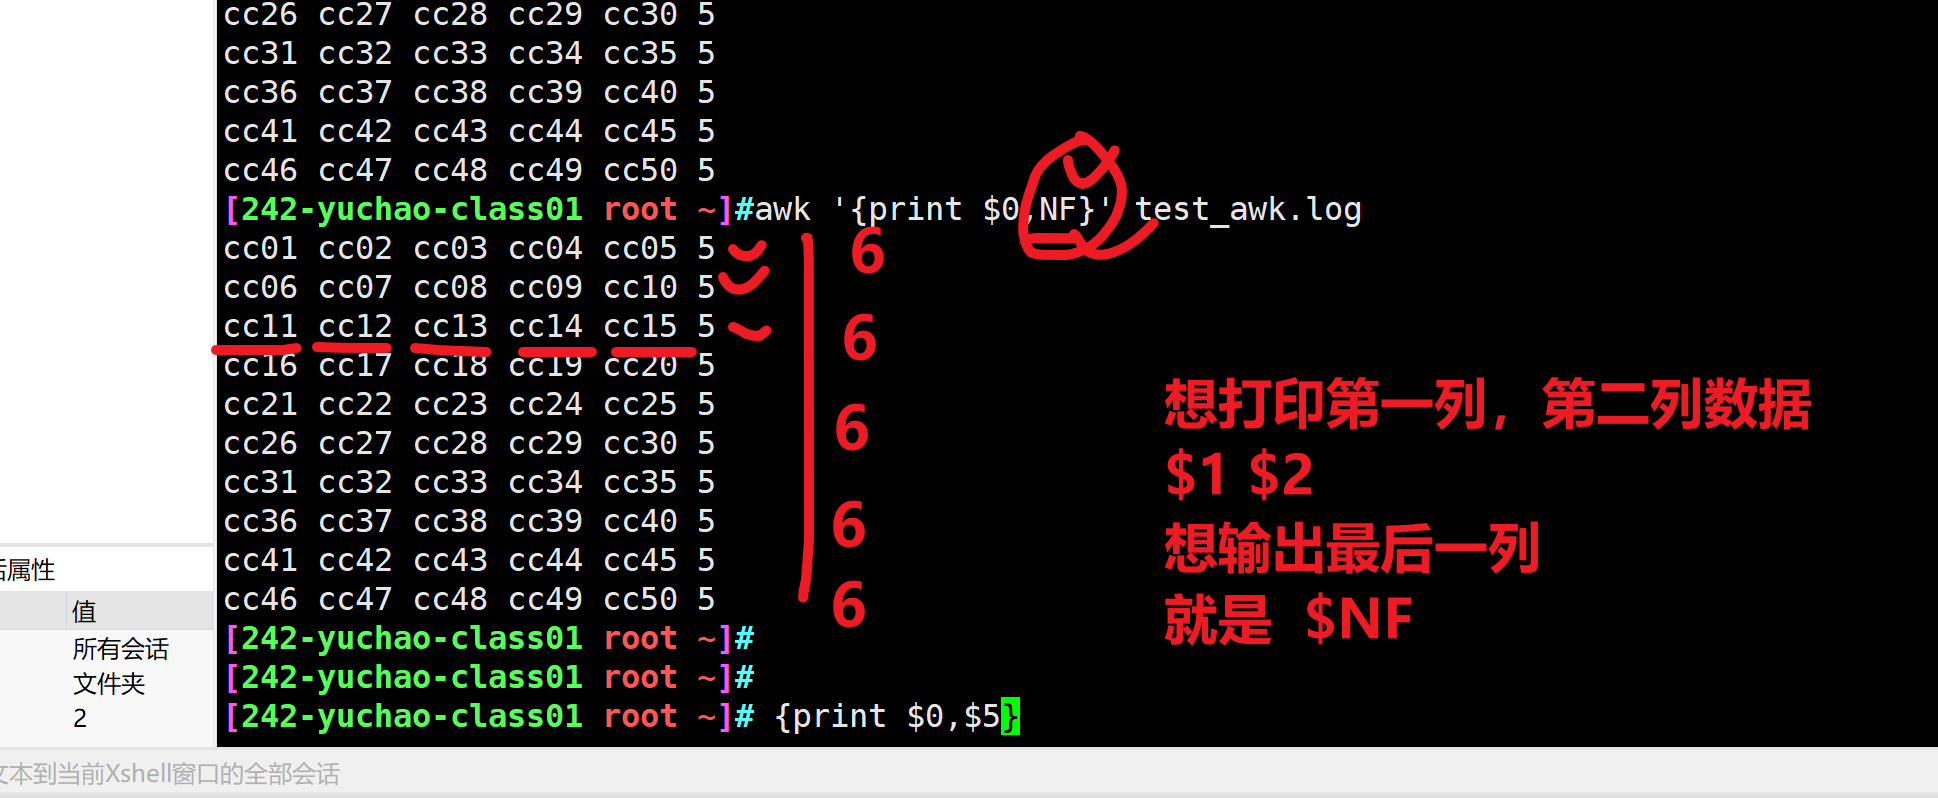 cc26 cc27 cc28 cc29 cc30 5
cc31 cc32 cc33 cc34 cc35 5
cc36 cc37 cc38 cc39 cc40 5
cc41 cc42 cc43 cc44 cc45 5
cc46 cc47 cc48 cc49 cc50 5
[242-yuchao-class01 root ~]#awk '{print $0,NF}' test_awk.log
cc01 cc02 cc03 cc04 cc05 5
6
cc06 cc07 cc08 cc09 cc10 5
cc11 cc12 cc13 cc14 cc15 5
6
cc16 cc17 cc18 cc19 cc20 5
cc21 cc22 cc23 cc24 cc25 5
6
cc26 cc27 cc28 cc29 cc30 5
cc31 cc32 cc33 cc34 cc35 5
cc36 cc37 cc38 cc39 cc40 5
6
cc41 cc42 cc43 cc44 cc45 5
cc46 cc47 cc48 cc49 cc50 5
6
[242-yuchao-class01 root ~]#
[242-yuchao-class01 root ~]#
[242-yuchao-class01 root ~]# {print $0,$5}
想打印第一列，第二列数据
$1 $2
想输出最后一列
就是 $NF
属性
值
所有会话
文件夹
2
本到当前Xshell窗口的全部会话